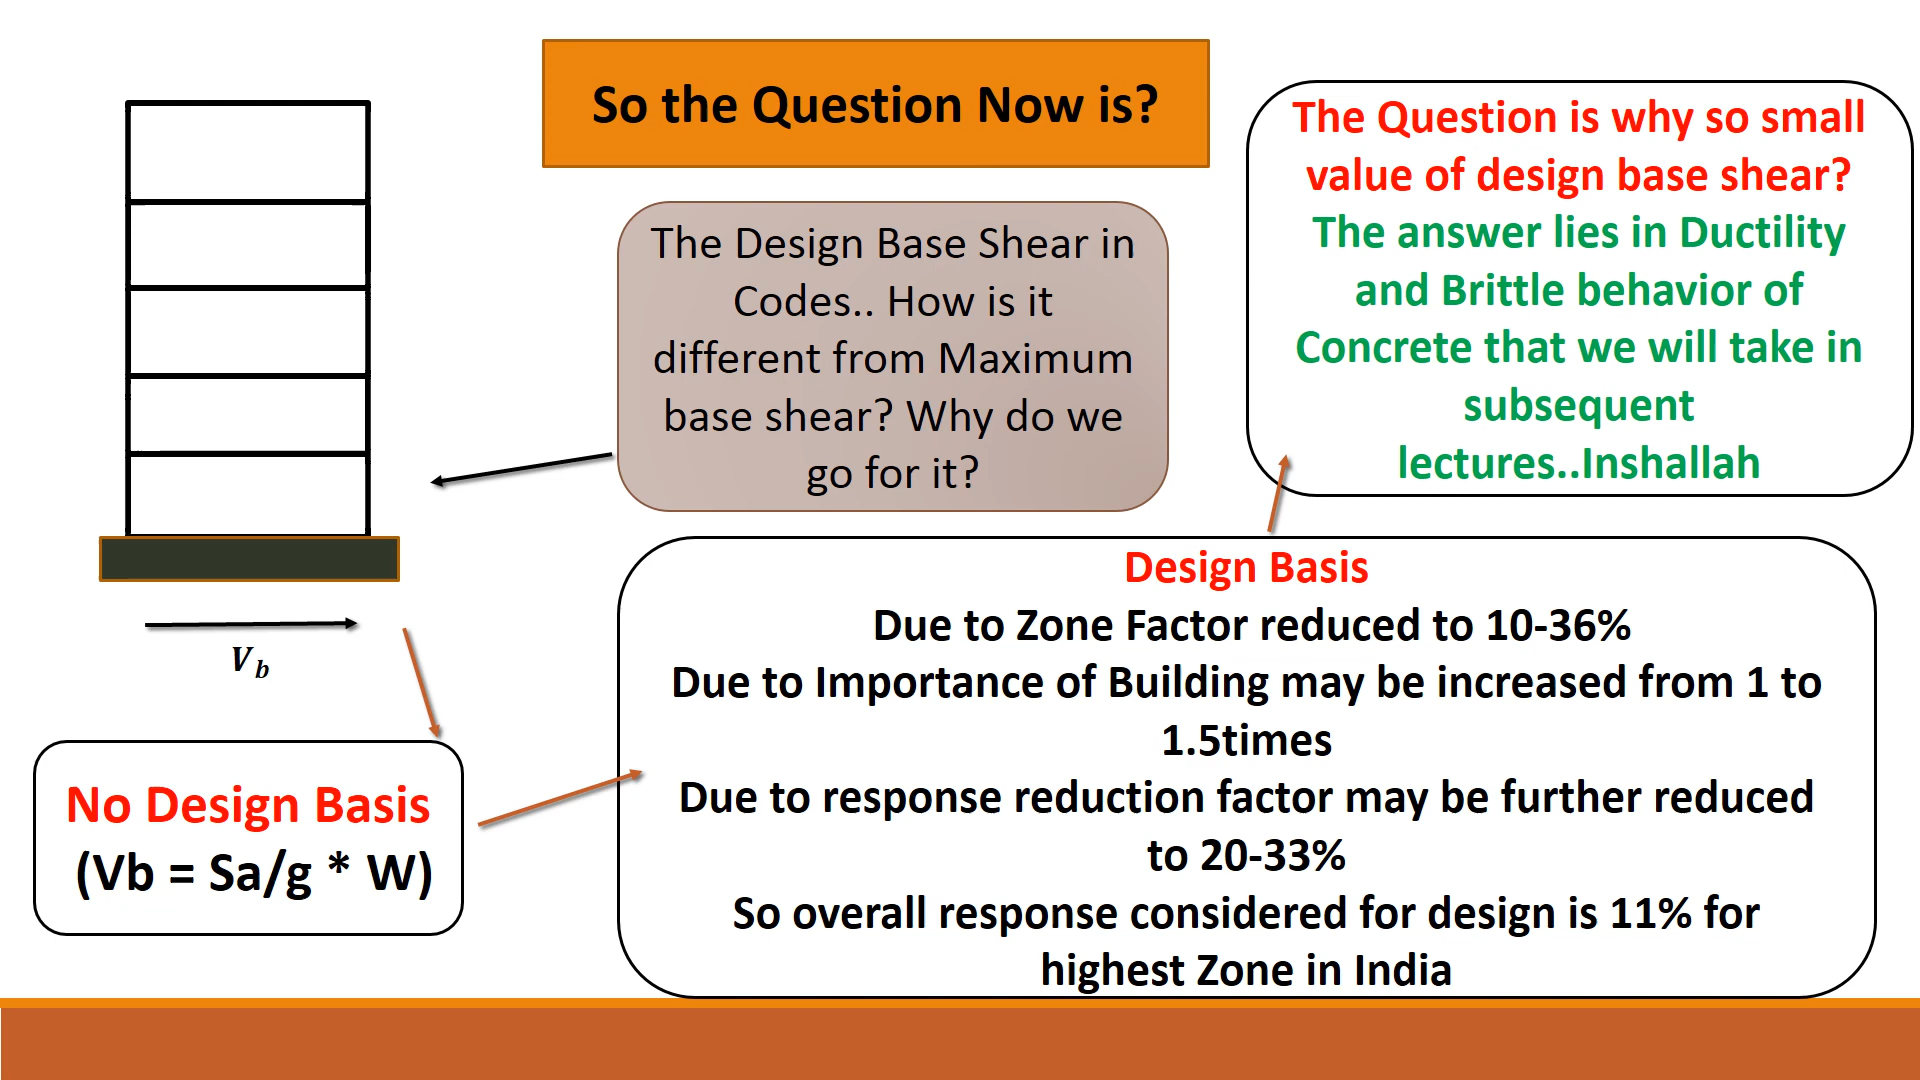 So the Question Now is?
The Question is why so small
value of design base shear?
The answer lies in Ductility
and Brittle behavior of
Concrete that we will take in
subsequent
lectures..Inshallah
The Design Base Shear in
Codes.. How is it
different from Maximum
base shear? Why do we
go for it?
V_b
No Design Basis
(Vb = Sa/g * W)
Design Basis
Due to Zone Factor reduced to 10-36%
Due to Importance of Building may be increased from 1 to
1.5times
Due to response reduction factor may be further reduced
to 20-33%
So overall response considered for design is 11% for
highest Zone in India